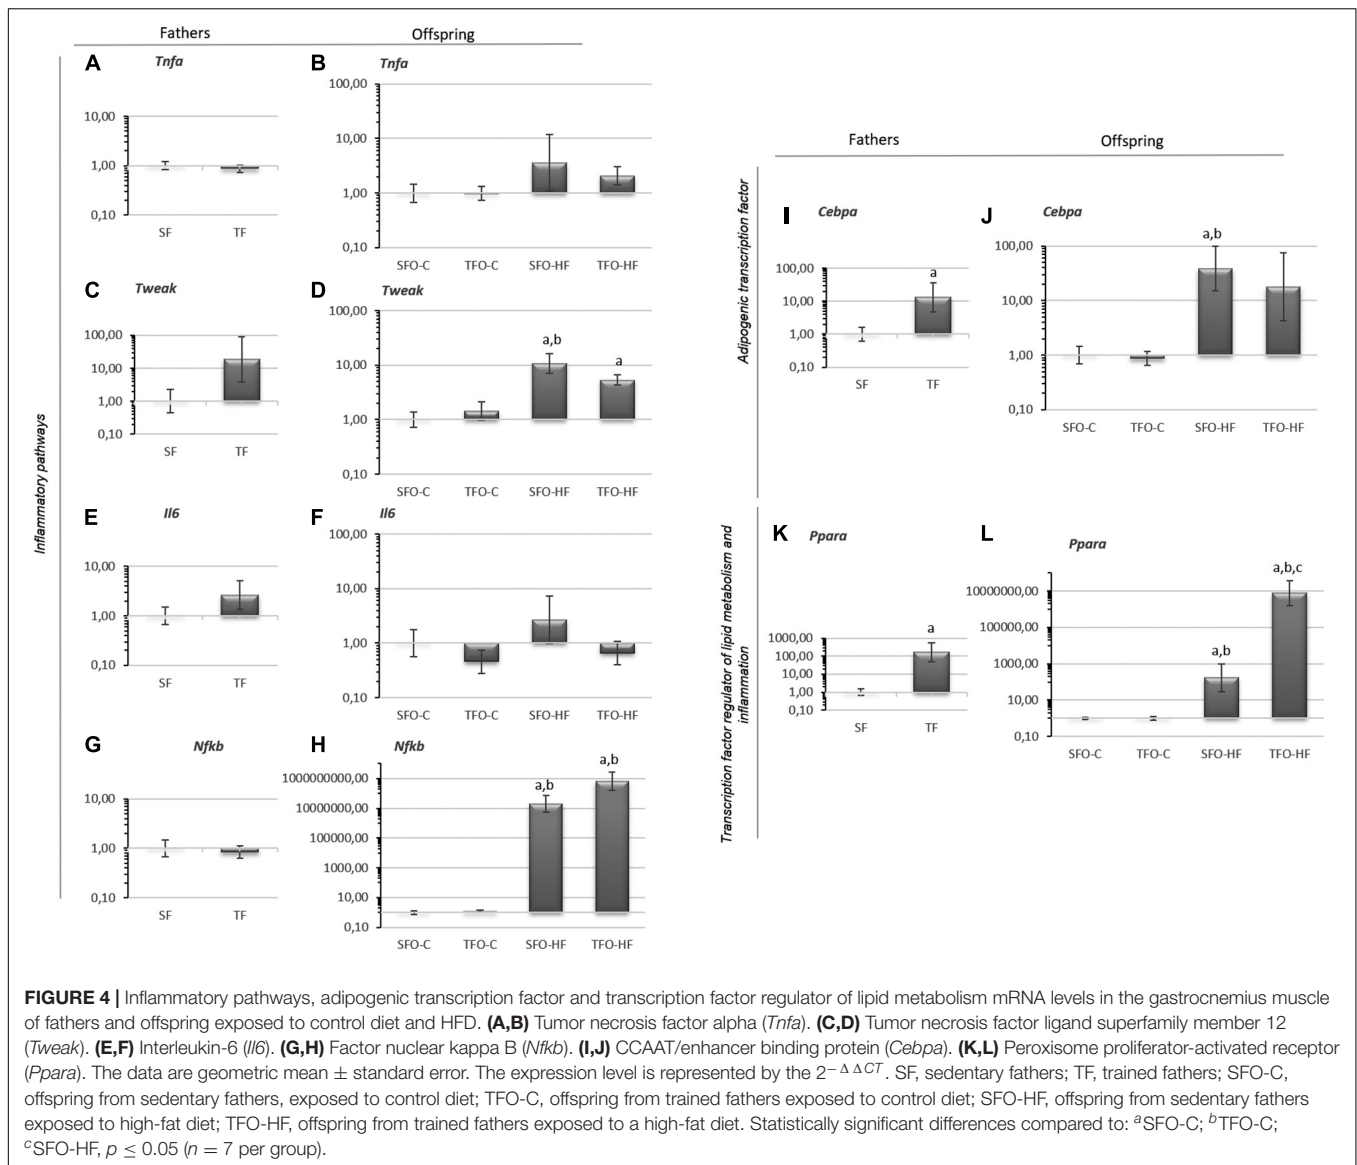 Fathers Offspring
Inflammatory pathways
A Tnfa
10,00
1,00
0,10
SF TF
B Tnfa
100,00
10,00
1,00
0,10
SFO-C TFO-C SFO-HF TFO-HF
C Tweak
100,00
10,00
1,00
0,10
SF TF
D Tweak
100,00
a,b
a
10,00
1,00
0,10
SFO-C TFO-C SFO-HF TFO-HF
E Il6
10,00
1,00
0,10
SF TF
F Il6
100,00
10,00
1,00
0,10
SFO-C TFO-C SFO-HF TFO-HF
G Nfkb
10,00
1,00
0,10
SF TF
H Nfkb
a,b
a,b
1000000000,00
10000000,00
100000,00
1000,00
10,00
0,10
SFO-C TFO-C SFO-HF TFO-HF
Fathers Offspring
Adipogenic transcription factor
I Cebpa
a
100,00
10,00
1,00
0,10
SF TF
J Cebpa
a,b
100,00
10,00
1,00
0,10
SFO-C TFO-C SFO-HF TFO-HF
Transcription factor regulator of lipid metabolism and
inflammation
K Ppara
a
1000,00
100,00
10,00
1,00
0,10
SF TF
L Ppara
a,b,c
a,b
10000000,00
100000,00
1000,00
10,00
0,10
SFO-C TFO-C SFO-HF TFO-HF
FIGURE 4 | Inflammatory pathways, adipogenic transcription factor and transcription factor regulator of lipid metabolism mRNA levels in the gastrocnemius muscle
of fathers and offspring exposed to control diet and HFD. (A,B) Tumor necrosis factor alpha (Tnfa). (C,D) Tumor necrosis factor ligand superfamily member 12
(Tweak). (E,F) Interleukin-6 (Il6). (G,H) Factor nuclear kappa B (Nfkb). (I,J) CCAAT/enhancer binding protein (Cebpa). (K,L) Peroxisome proliferator-activated receptor
(Ppara). The data are geometric mean ± standard error. The expression level is represented by the 2−ΔΔCT. SF, sedentary fathers; TF, trained fathers; SFO-C,
offspring from sedentary fathers, exposed to control diet; TFO-C, offspring from trained fathers exposed to control diet; SFO-HF, offspring from sedentary fathers
exposed to high-fat diet; TFO-HF, offspring from trained fathers exposed to a high-fat diet. Statistically significant differences compared to: aSFO-C; bTFO-C;
cSFO-HF, p ≤ 0.05 (n = 7 per group).